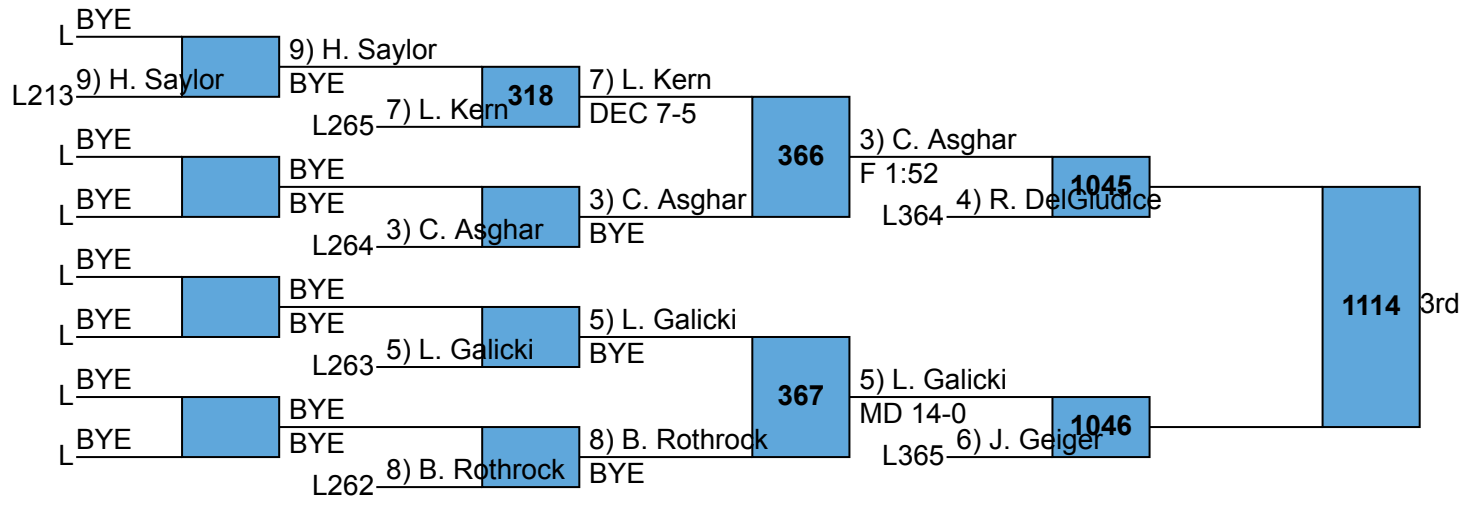 BYE
L
9) H. Saylor
L213
9) H. Saylor
BYE
7) L. Kern
L265
318
7) L. Kern
DEC 7-5
BYE
L
BYE
L
BYE
BYE
3) C. Asghar
L264
3) C. Asghar
BYE
366
3) C. Asghar
F 1:52
4) R. DelGiudice
L364
1045
BYE
L
BYE
L
BYE
BYE
5) L. Galicki
L263
5) L. Galicki
BYE
BYE
L
BYE
L
BYE
BYE
8) B. Rothrock
L262
8) B. Rothrock
BYE
367
5) L. Galicki
MD 14-0
6) J. Geiger
L365
1046
1114
3rd